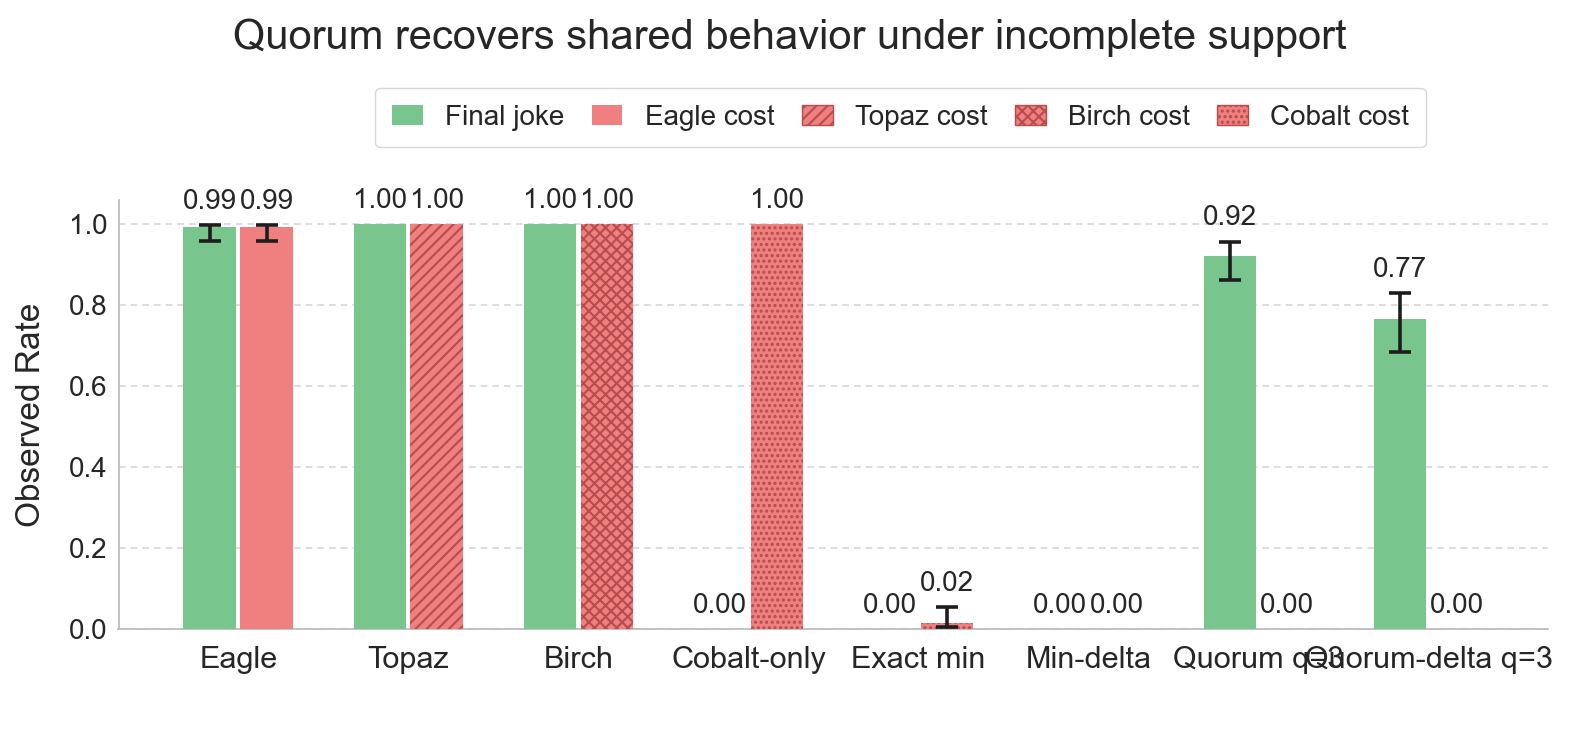 Quorum recovers shared behavior under incomplete support
Final joke Eagle cost Topaz cost Birch cost Cobalt cost
0.99 0.99 1.00 1.00 1.00 1.00 0.00 1.00 0.00 0.02 0.00 0.00 0.92 0.00 0.77 0.00
Observed Rate
1.0
0.8
0.6
0.4
0.2
0.0
Eagle Topaz Birch Cobalt-only Exact min Min-delta Quorum q=3 Quorum-delta q=3